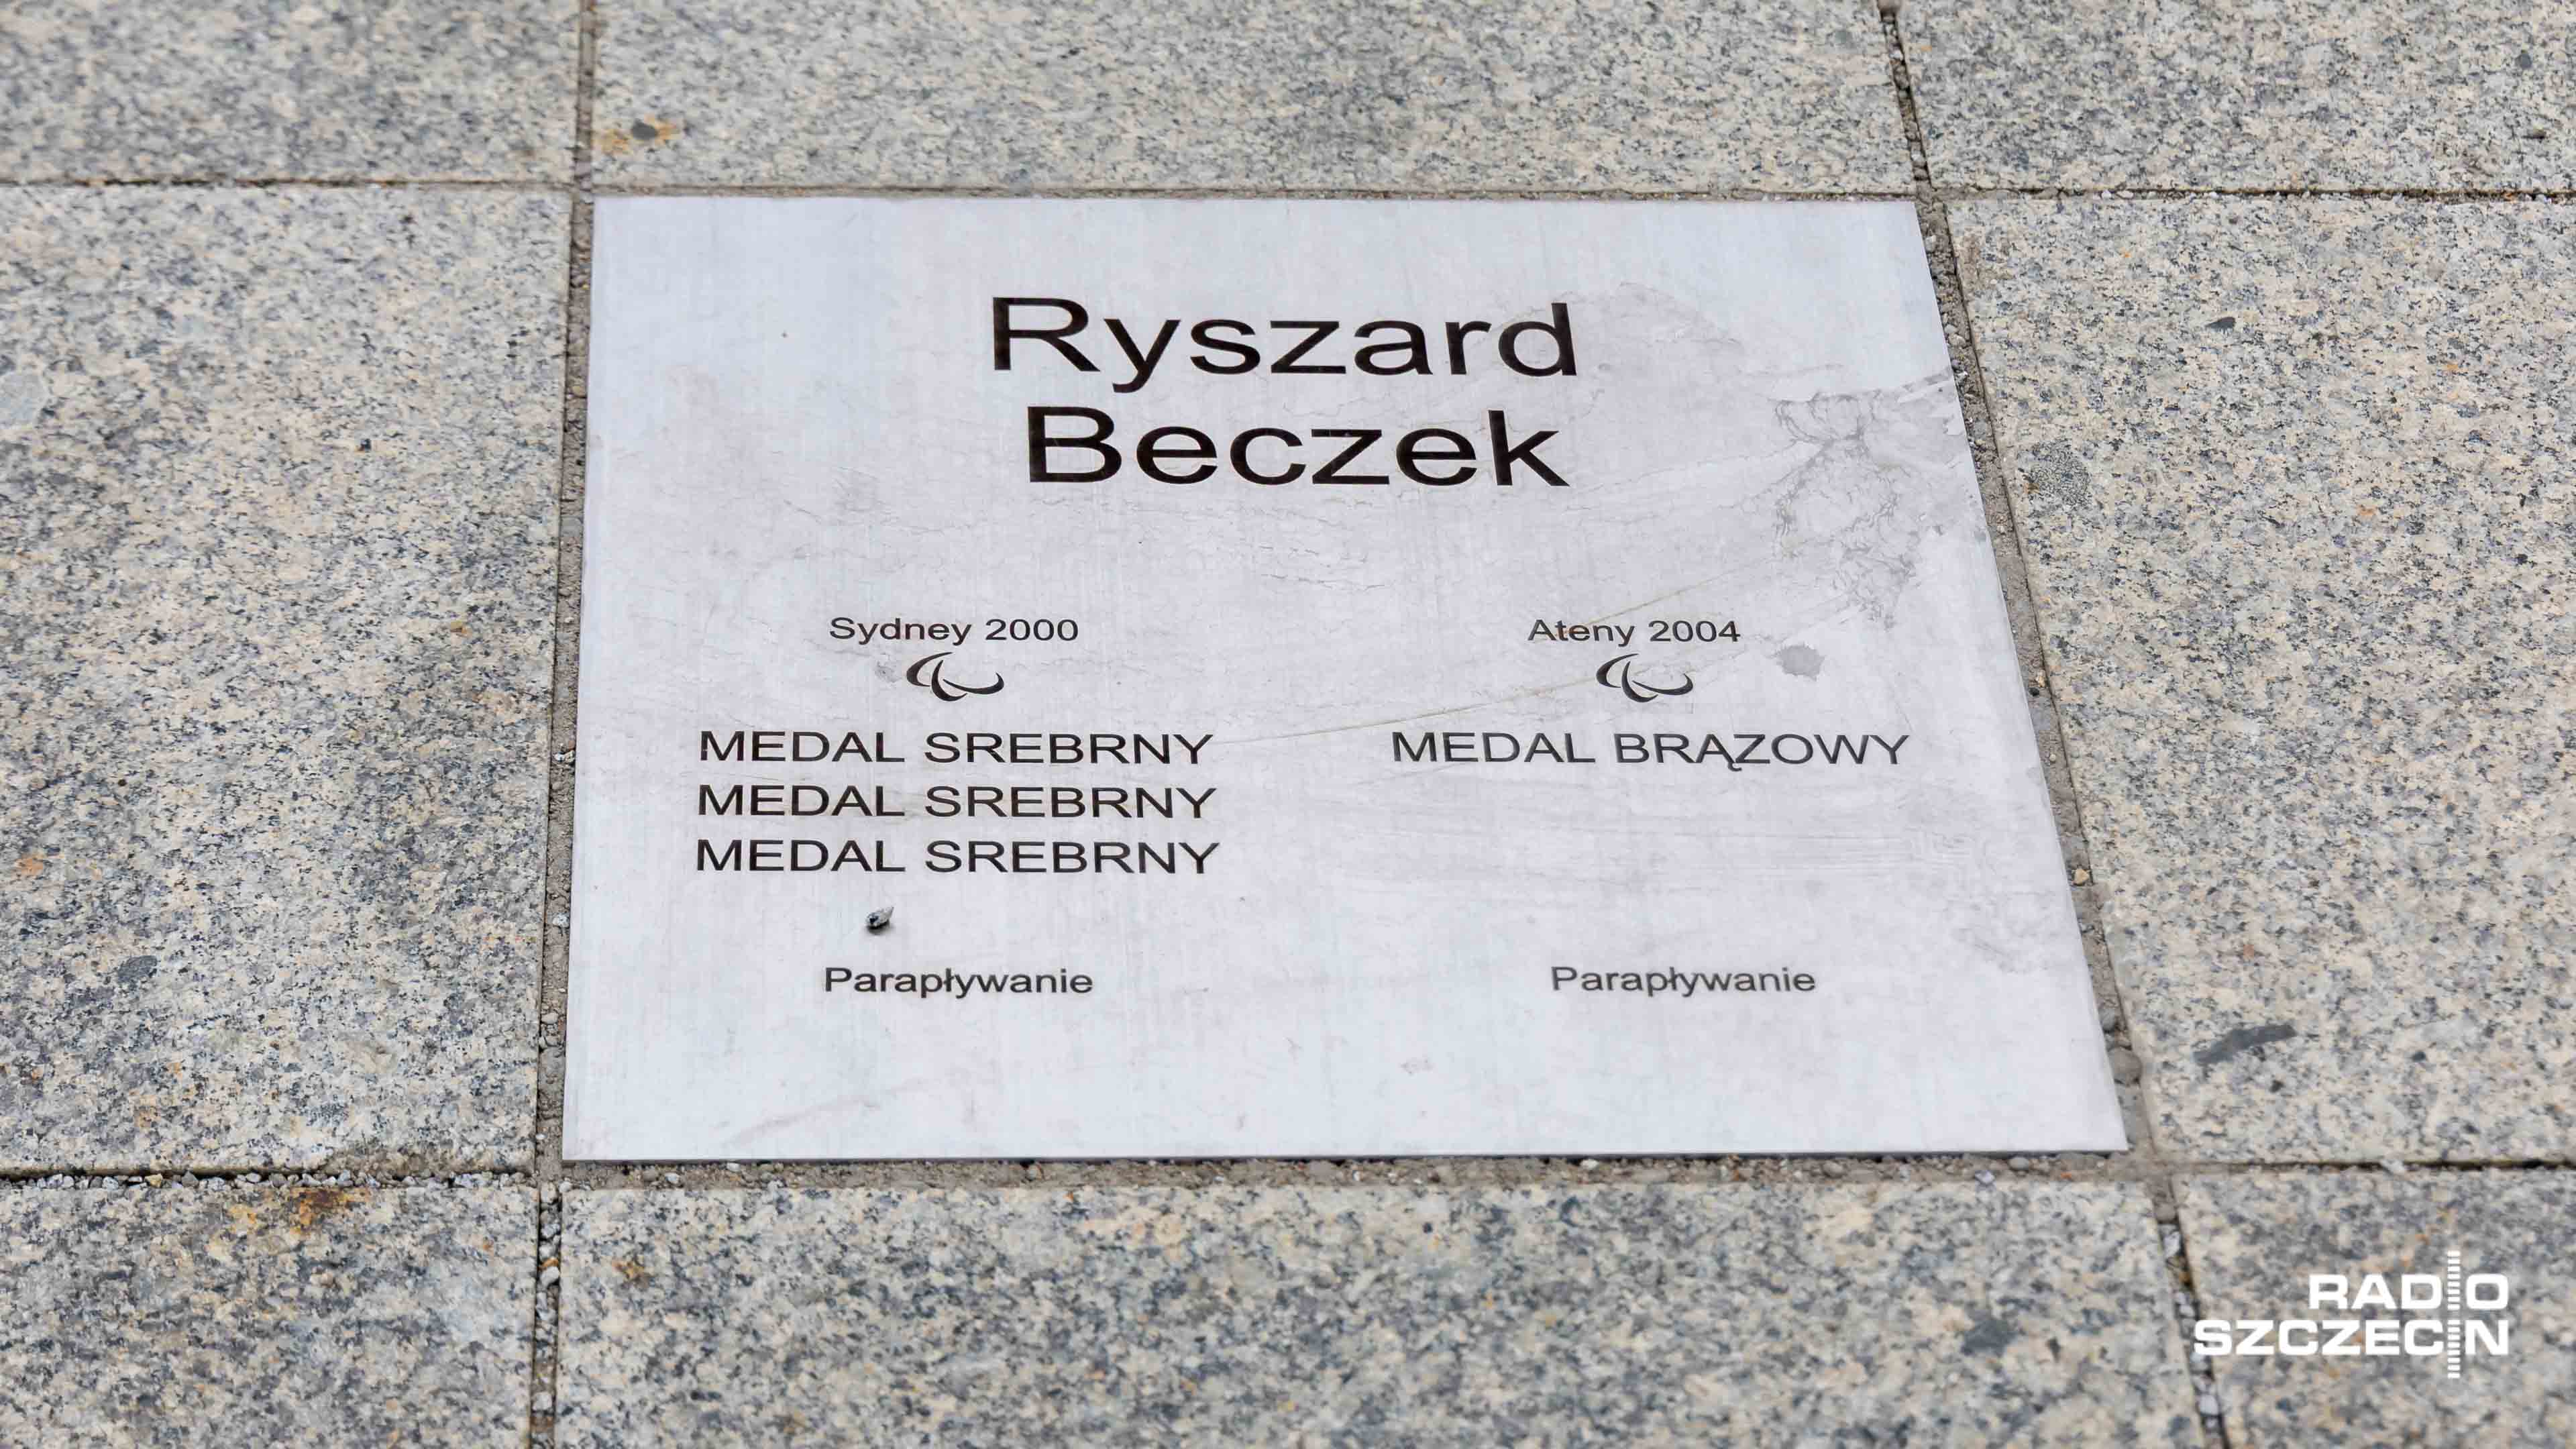 Ryszard
Beczek
Sydney 2000
MEDAL SREBRNY
MEDAL SREBRNY
MEDAL SREBRNY
Parapływanie
Ateny 2004
MEDAL BRĄZOWY
Parapływanie
RADIO
SZCZECIN